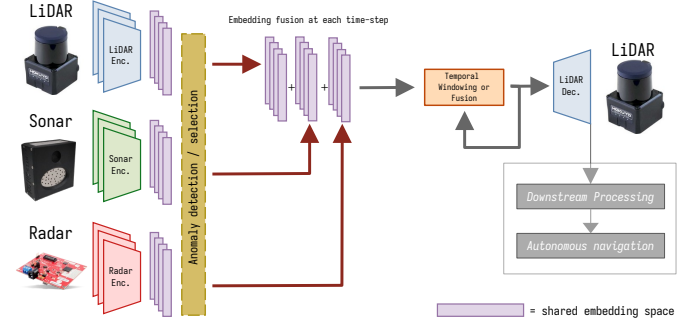 LiDAR
LiDAR
Enc.
Embedding fusion at each time-step
+
+
Temporal
Windowing or
Fusion
LiDAR
Dec.
LiDAR
Sonar
Sonar
Enc.
Anomaly detection / selection
Downstream Processing
Autonomous navigation
Radar
Radar
Enc.
= shared embedding space